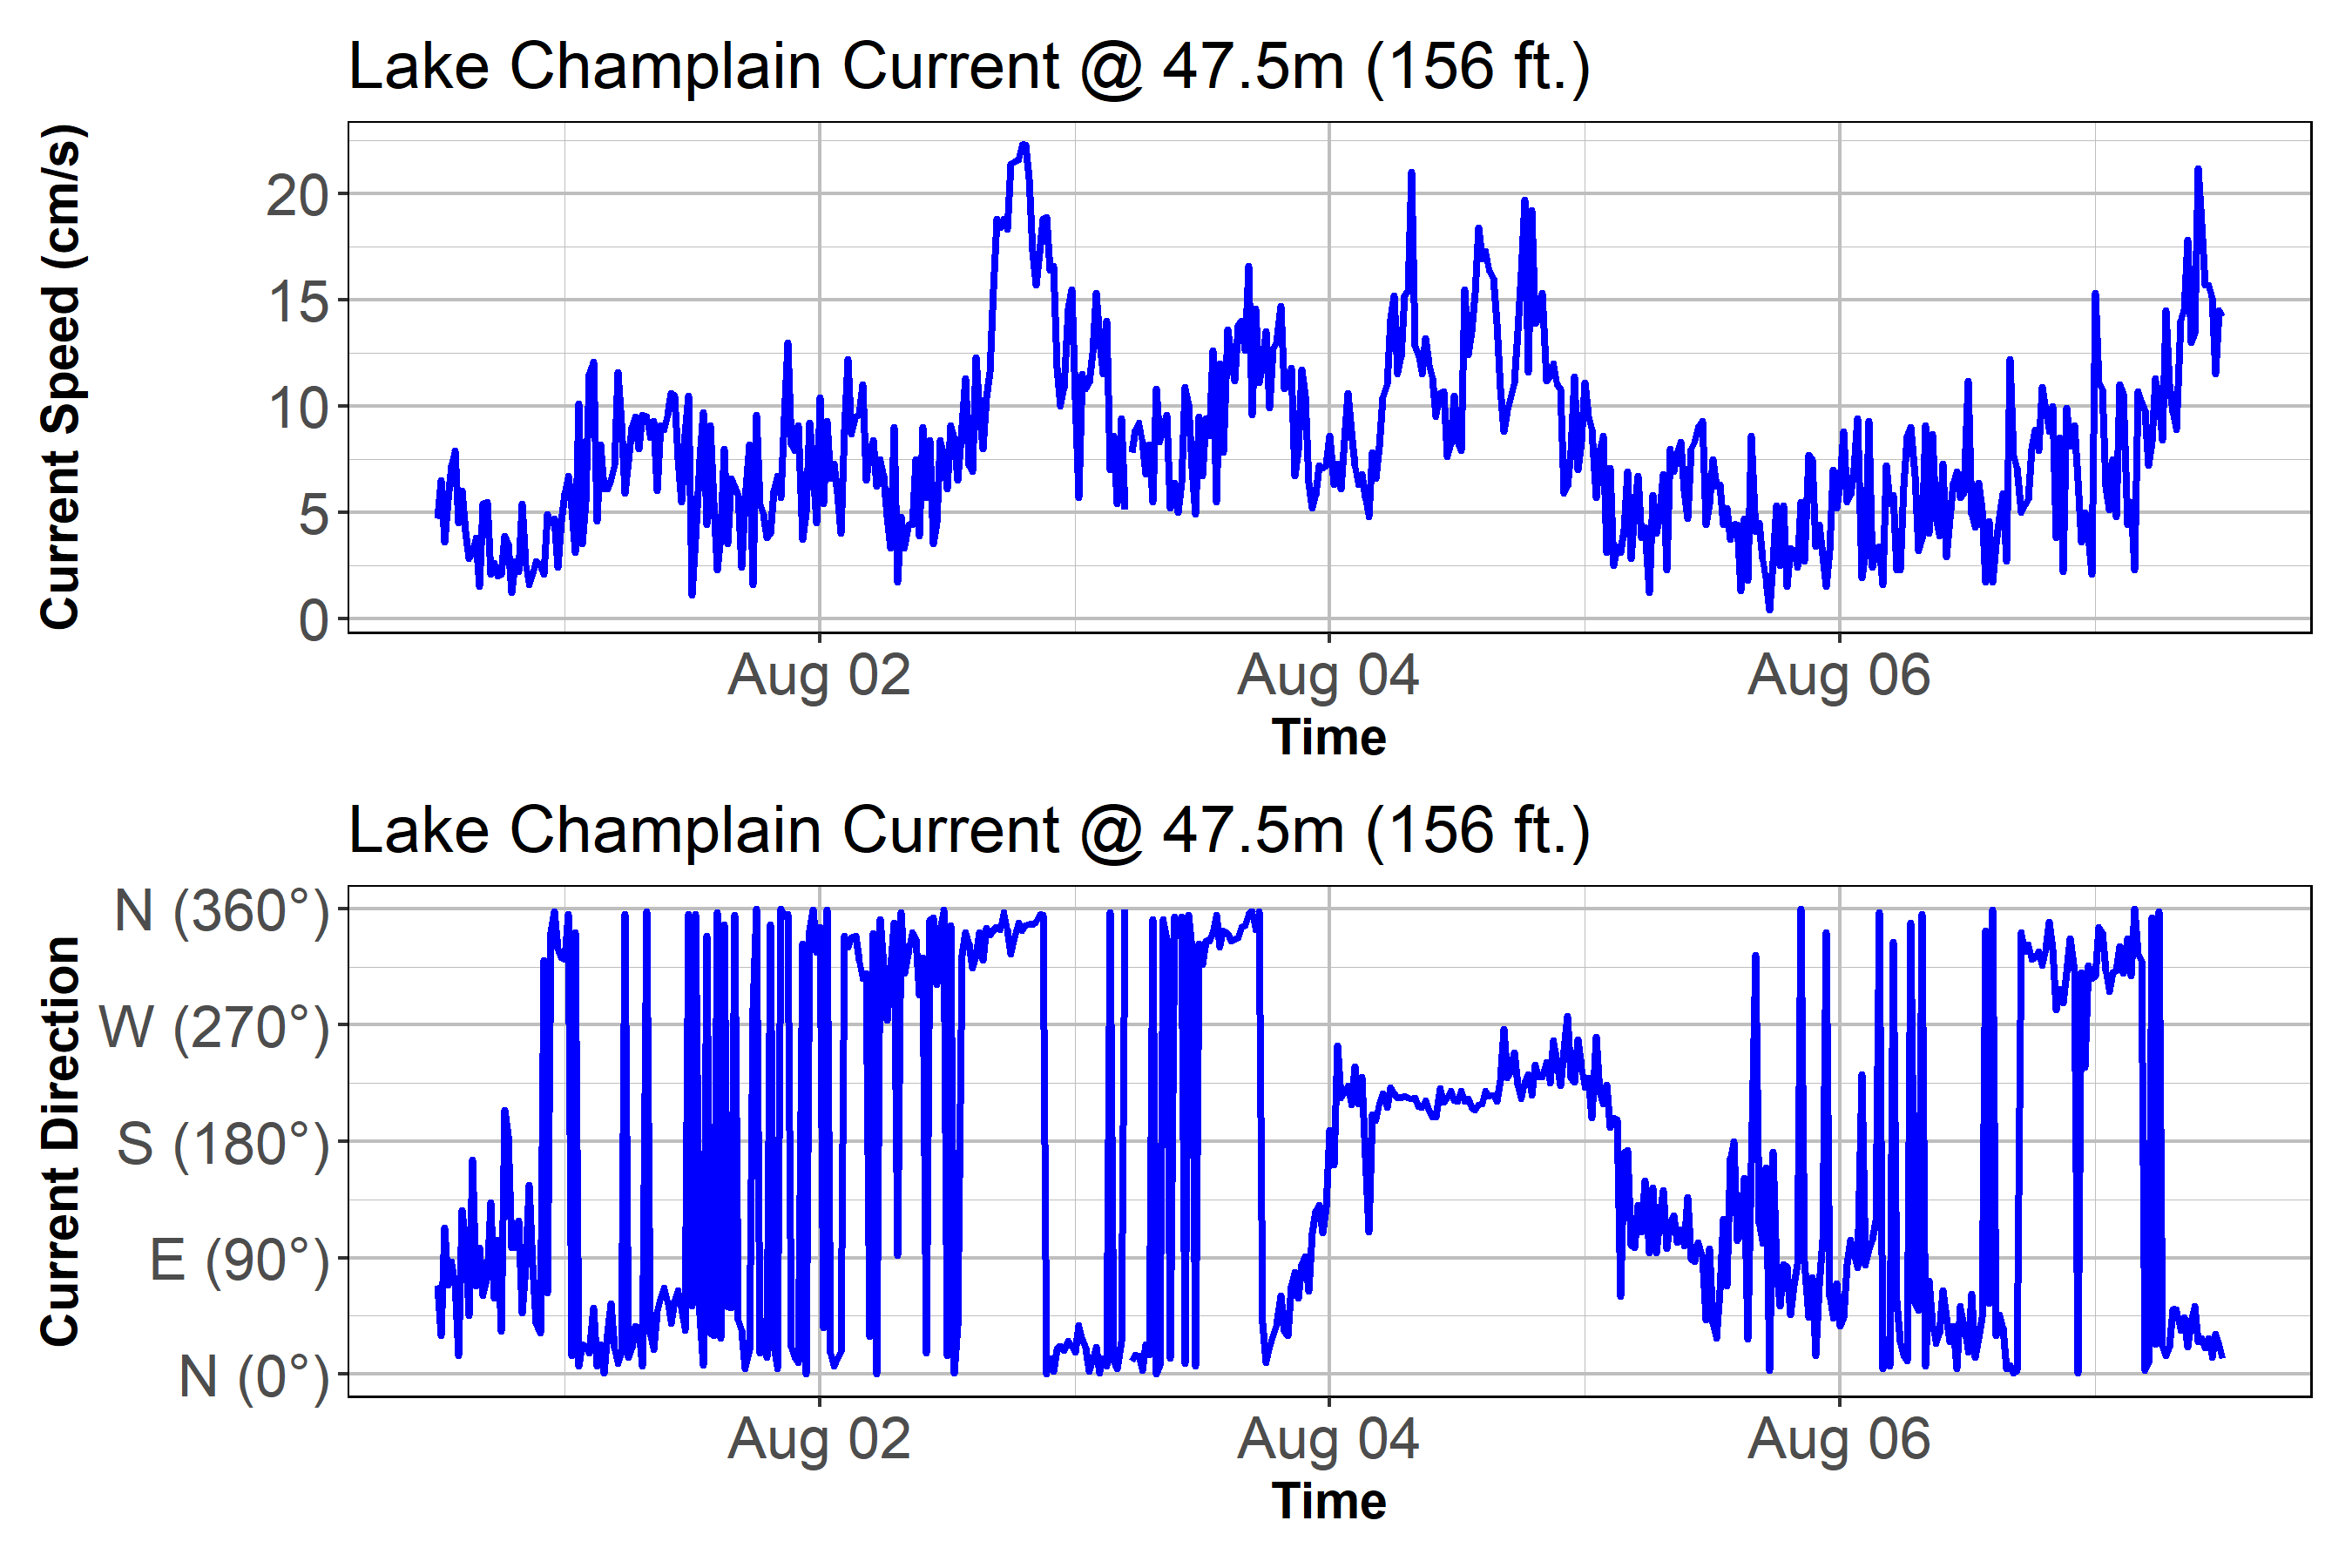 Lake Champlain Current @ 47.5m (156 ft.)
Current Speed (cm/s)
20
15
10
5
0
Aug 02
Aug 04
Aug 06
Time
Lake Champlain Current @ 47.5m (156 ft.)
Current Direction
N (360°)
W (270°)
S (180°)
E (90°)
N (0°)
Aug 02
Aug 04
Aug 06
Time